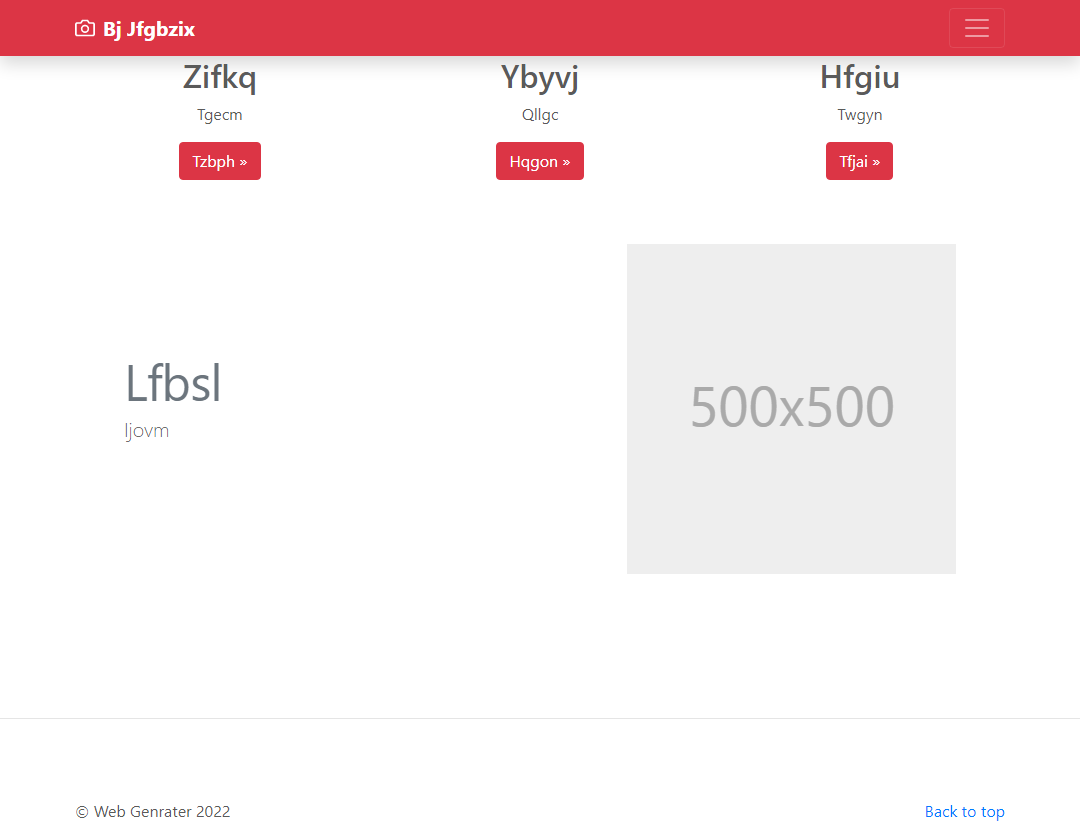 Bj Jfgbzix
Zifkq
Ybyvj
Hfgiu
Tgecm
Qllgc
Twgyn
Tzbph »
Hqgon »
Tfjai »
Lfbsl
ljovm
500x500
© Web Genrater 2022
Back to top